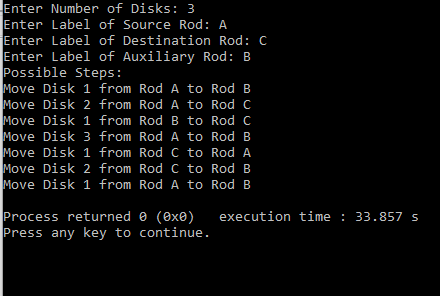 Enter Number of Disks: 3
Enter Label of Source Rod: A
Enter Label of Destination Rod: C
Enter Label of Auxiliary Rod: B
Possible Steps:
Move Disk 1 from Rod A to Rod B
Move Disk 2 from Rod A to Rod C
Move Disk 1 from Rod B to Rod C
Move Disk 3 from Rod A to Rod B
Move Disk 1 from Rod C to Rod A
Move Disk 2 from Rod C to Rod B
Move Disk 1 from Rod A to Rod B
Process returned 0 (0x0)   execution time : 33.857 s
Press any key to continue.